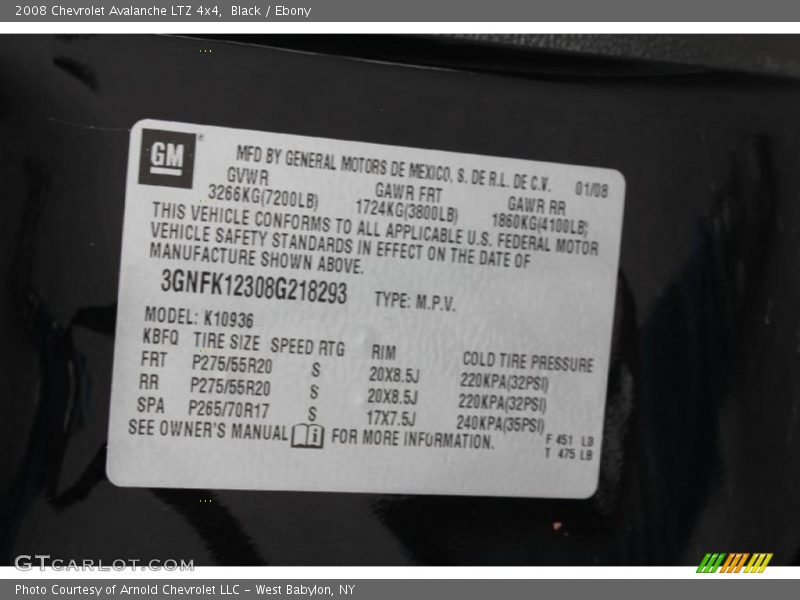 2008 Chevrolet Avalanche LTZ 4x4, Black / Ebony
GM ®
MFD BY GENERAL MOTORS DE MEXICO, S. DE R.L. DE C.V. 01/08
GVWR GAWR FRT GAWR RR
3266KG(7200LB) 1724KG(3800LB) 1860KG(4100LB)
THIS VEHICLE CONFORMS TO ALL APPLICABLE U.S. FEDERAL MOTOR
VEHICLE SAFETY STANDARDS IN EFFECT ON THE DATE OF
MANUFACTURE SHOWN ABOVE.
3GNFK12308G218293 TYPE: M.P.V.
MODEL: K10936
KBFQ TIRE SIZE SPEED RTG RIM COLD TIRE PRESSURE
FRT P275/55R20 S 20X8.5J 220KPA(32PSI)
RR P275/55R20 S 20X8.5J 220KPA(32PSI)
SPA P265/70R17 S 17X7.5J 240KPA(35PSI)
SEE OWNER'S MANUAL i FOR MORE INFORMATION.
F 451 LB
T 475 LB
GTCARLOT.COM
Photo Courtesy of Arnold Chevrolet LLC - West Babylon, NY